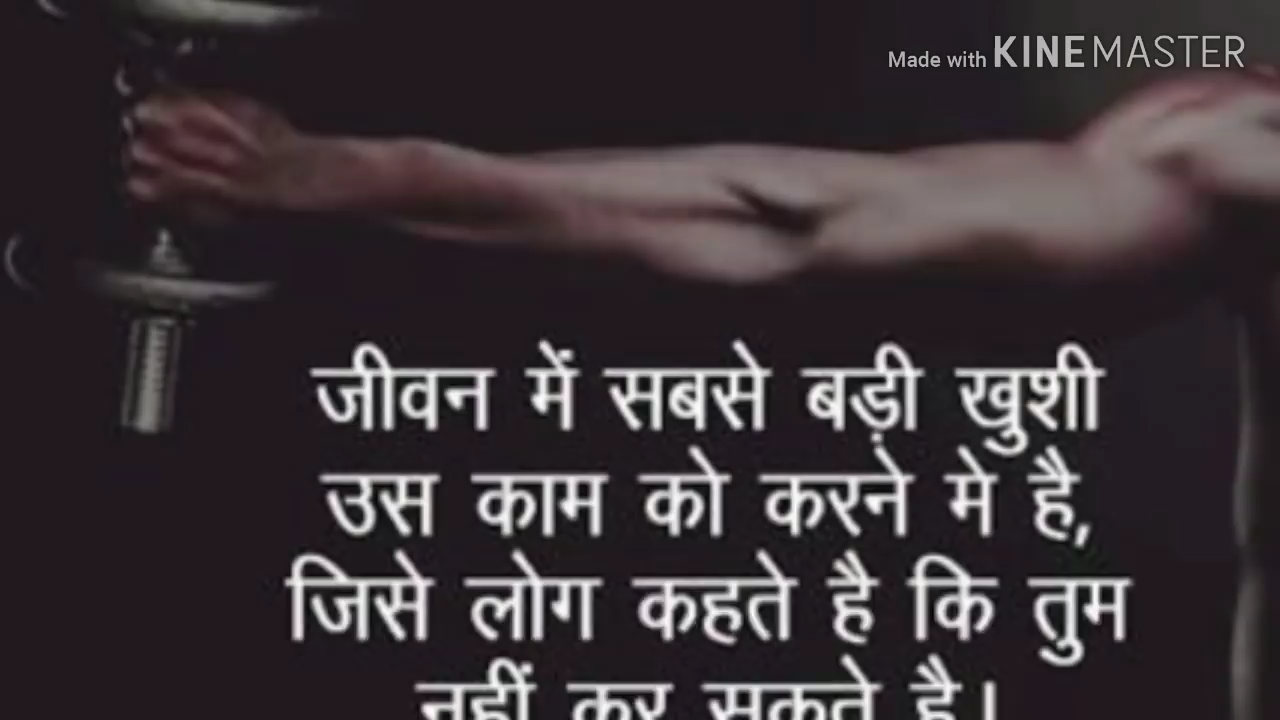 Made with KINEMASTER
जीवन में सबसे बड़ी खुशी
उस काम को करने मे है,
जिसे लोग कहते है कि तुम
नहीं कर सकते है।